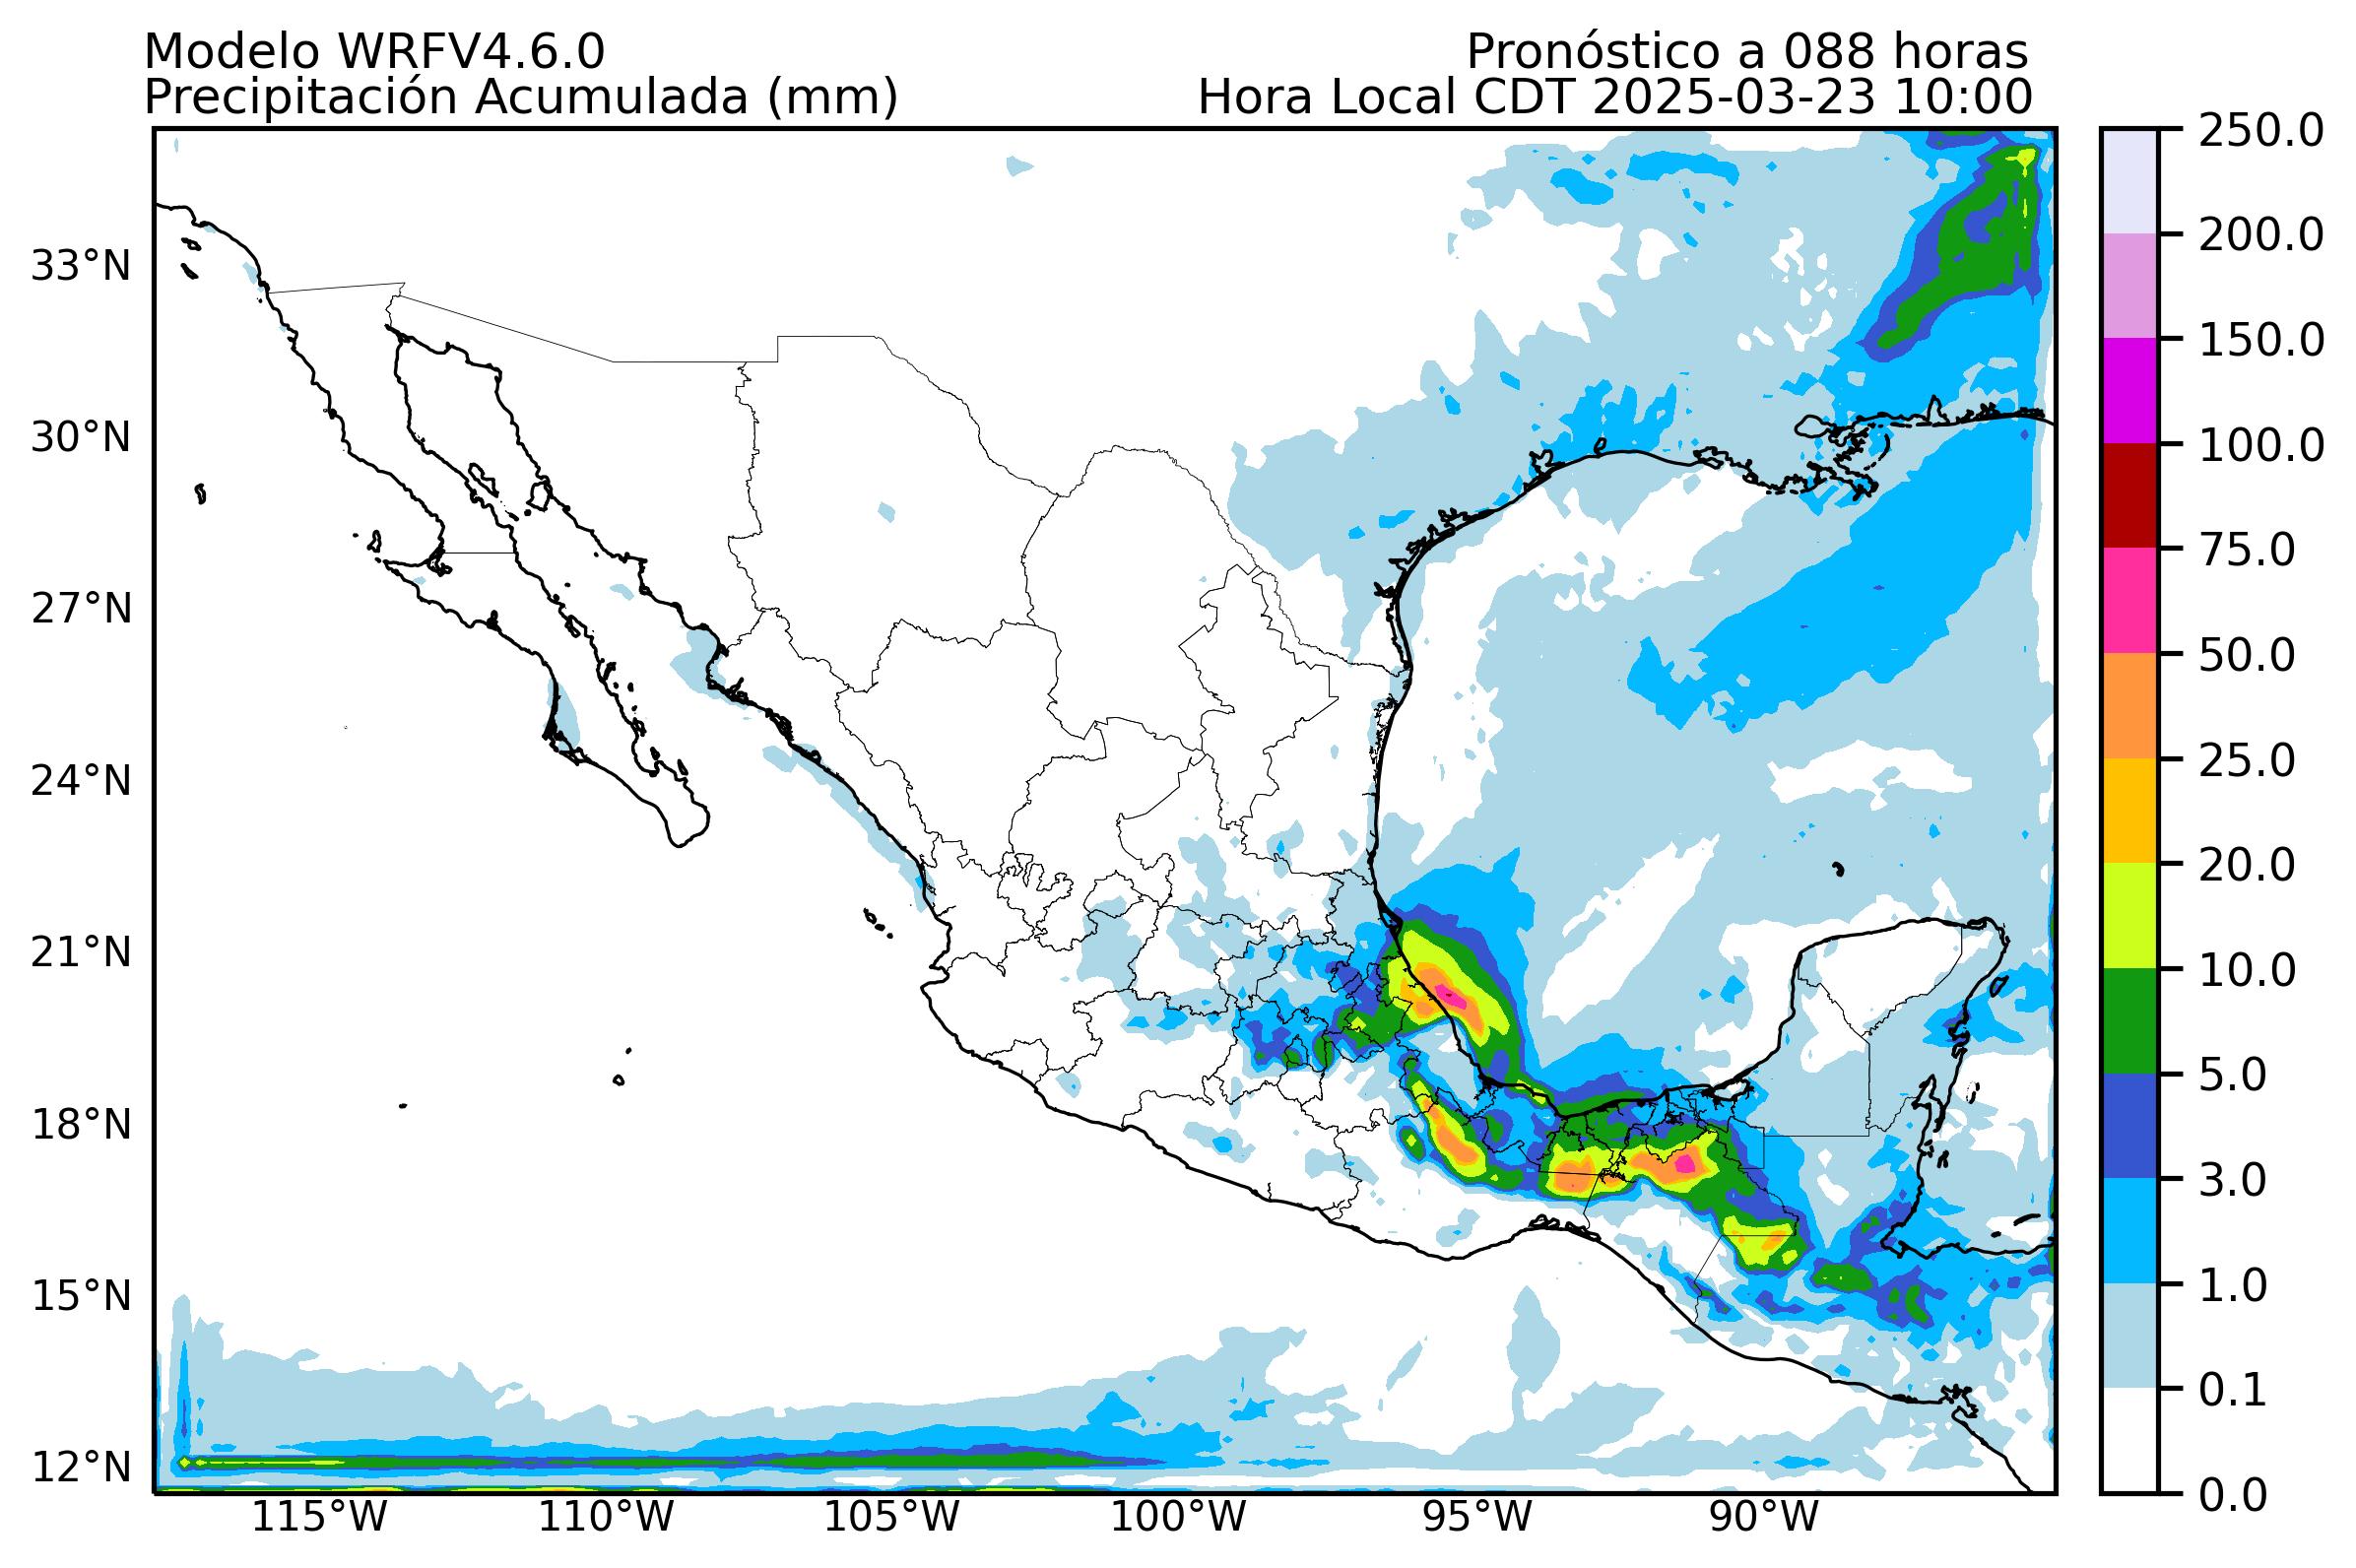 Modelo WRFV4.6.0
Pronóstico a 088 horas
Precipitación Acumulada (mm)
Hora Local CDT 2025-03-23 10:00
250.0
200.0
150.0
100.0
75.0
50.0
25.0
20.0
10.0
5.0
3.0
1.0
0.1
0.0
33°N
30°N
27°N
24°N
21°N
18°N
15°N
12°N
115°W
110°W
105°W
100°W
95°W
90°W